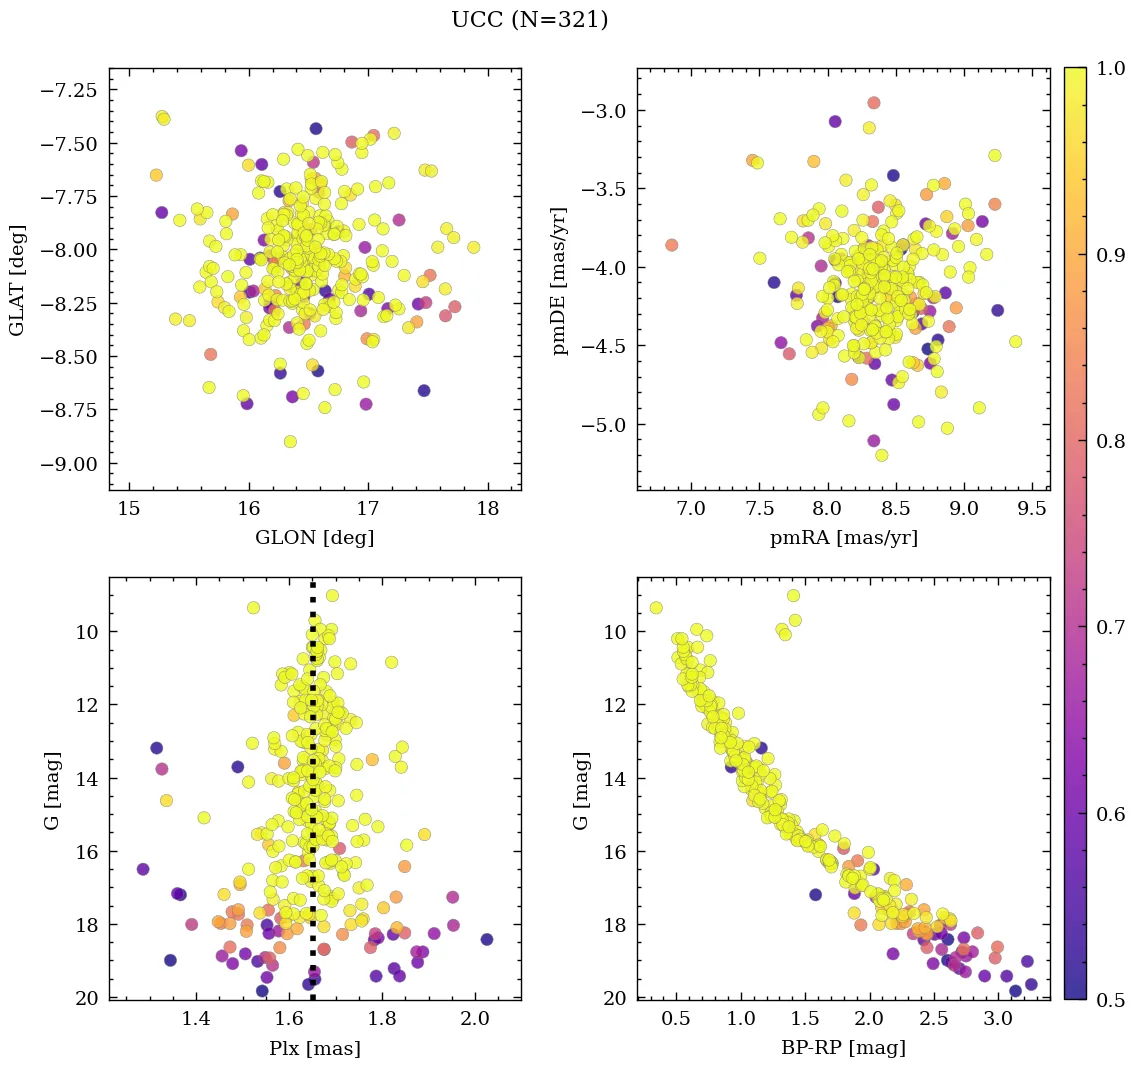 UCC (N=321)
−7.25
−7.50
−7.75
−8.00
−8.25
−8.50
−8.75
−9.00
GLAT [deg]
15 16 17 18
GLON [deg]
−3.0
−3.5
−4.0
−4.5
−5.0
pmDE [mas/yr]
7.0 7.5 8.0 8.5 9.0 9.5
pmRA [mas/yr]
10
12
14
16
18
20
G [mag]
1.4 1.6 1.8 2.0
Plx [mas]
10
12
14
16
18
20
G [mag]
0.5 1.0 1.5 2.0 2.5 3.0
BP-RP [mag]
1.0
0.9
0.8
0.7
0.6
0.5